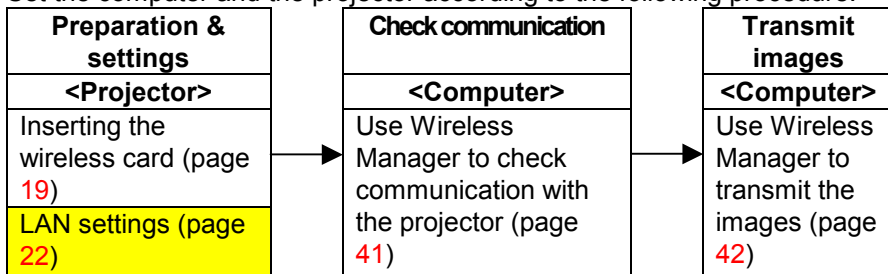 Set the computer and the projector according to the following procedure.
Preparation &
settings
<Projector>
Inserting the
wireless card (page
19)
LAN settings (page
22)
Check communication
<Computer>
Use Wireless
Manager to check
communication with
the projector (page
41)
Transmit
images
<Computer>
Use Wireless
Manager to
transmit the
images (page
42)